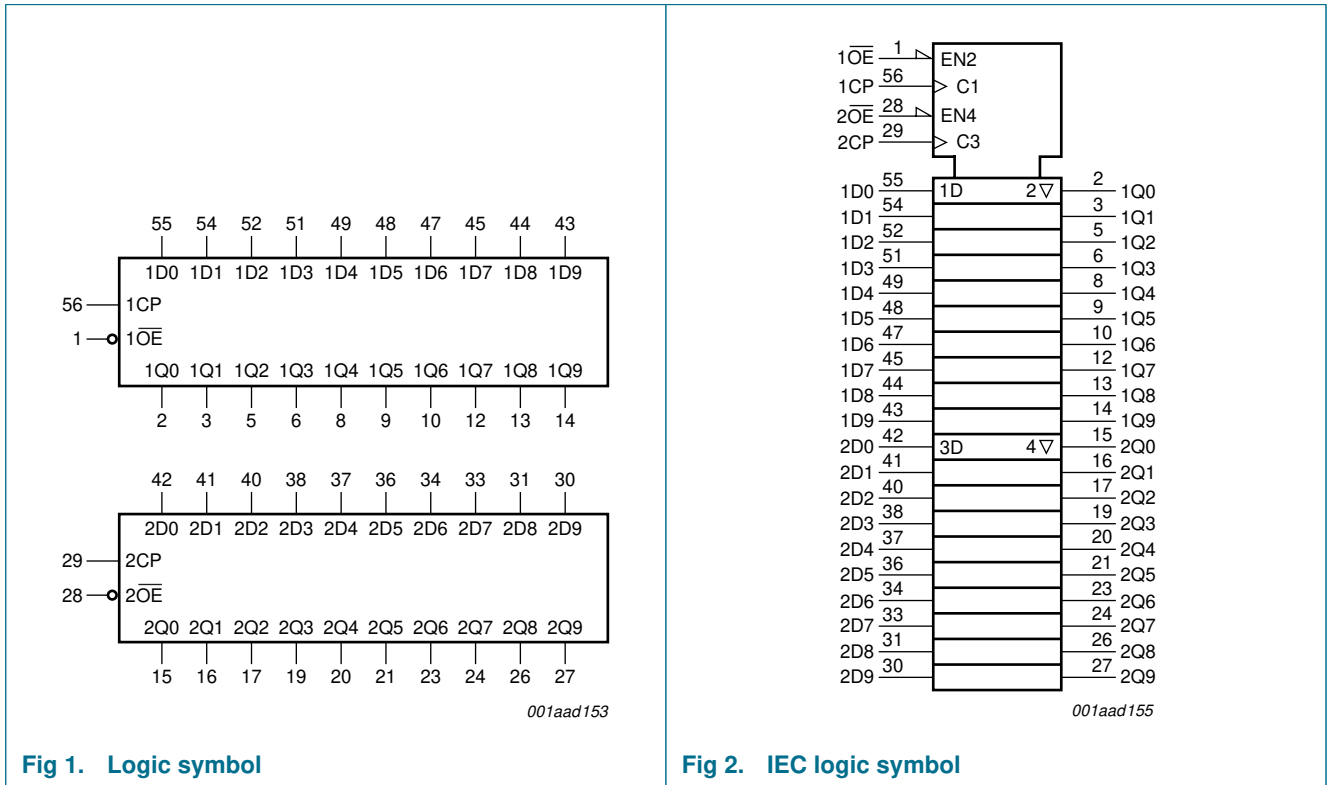 55 54 52 51 49 48 47 45 44 43
1D0 1D1 1D2 1D3 1D4 1D5 1D6 1D7 1D8 1D9
56 1CP
1 1O̅E̅
1Q0 1Q1 1Q2 1Q3 1Q4 1Q5 1Q6 1Q7 1Q8 1Q9
2 3 5 6 8 9 10 12 13 14
42 41 40 38 37 36 34 33 31 30
2D0 2D1 2D2 2D3 2D4 2D5 2D6 2D7 2D8 2D9
29 2CP
28 2O̅E̅
2Q0 2Q1 2Q2 2Q3 2Q4 2Q5 2Q6 2Q7 2Q8 2Q9
15 16 17 19 20 21 23 24 26 27
001aad153
Fig 1. Logic symbol
1O̅E̅ 1 EN2
1CP 56 C1
2O̅E̅ 28 EN4
2CP 29 C3
1D0 55 1D 2▽ 2 1Q0
1D1 54 3 1Q1
1D2 52 5 1Q2
1D3 51 6 1Q3
1D4 49 8 1Q4
1D5 48 9 1Q5
1D6 47 10 1Q6
1D7 45 12 1Q7
1D8 44 13 1Q8
1D9 43 14 1Q9
2D0 42 3D 4▽ 15 2Q0
2D1 41 16 2Q1
2D2 40 17 2Q2
2D3 38 19 2Q3
2D4 37 20 2Q4
2D5 36 21 2Q5
2D6 34 23 2Q6
2D7 33 24 2Q7
2D8 31 26 2Q8
2D9 30 27 2Q9
001aad155
Fig 2. IEC logic symbol